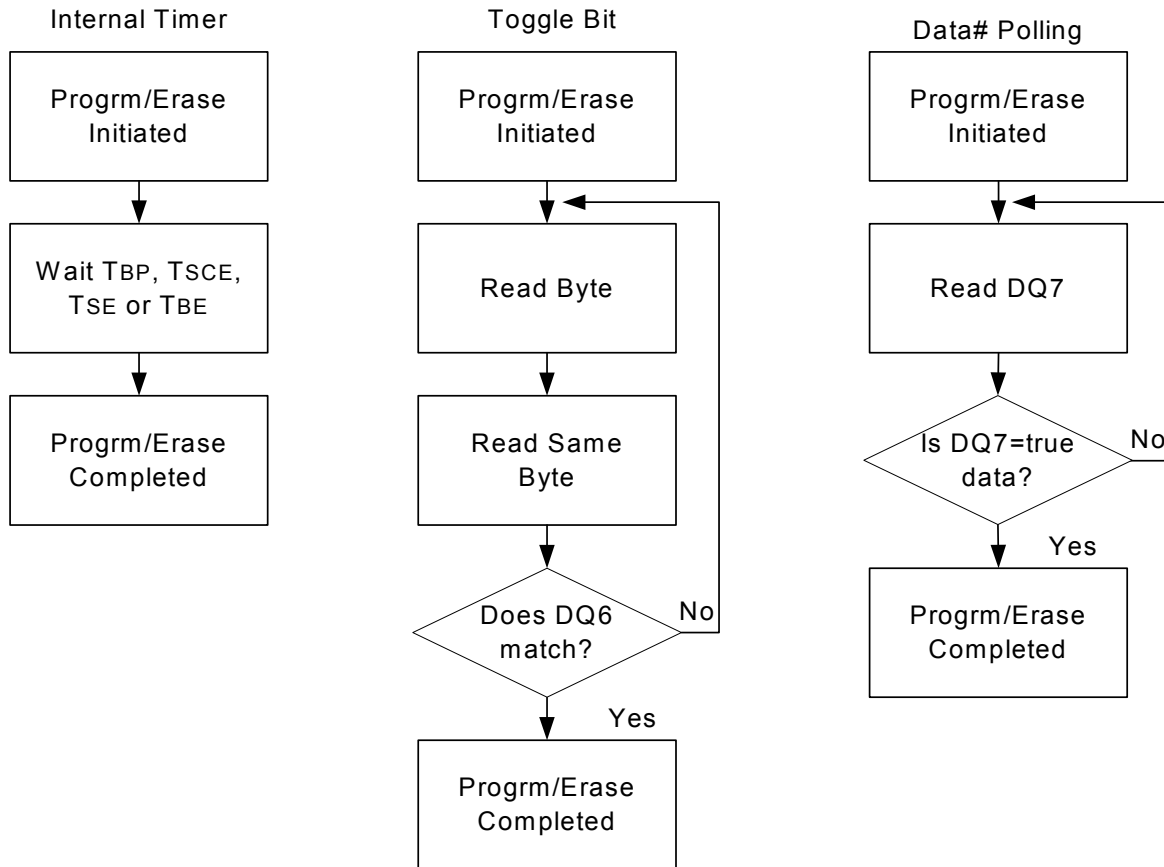 Internal Timer
Progrm/Erase
Initiated
Wait TBP, TSCE,
TSE or TBE
Progrm/Erase
Completed
Toggle Bit
Progrm/Erase
Initiated
Read Byte
Read Same
Byte
Does DQ6
match?
No
Yes
Progrm/Erase
Completed
Data# Polling
Progrm/Erase
Initiated
Read DQ7
Is DQ7=true
data?
No
Yes
Progrm/Erase
Completed